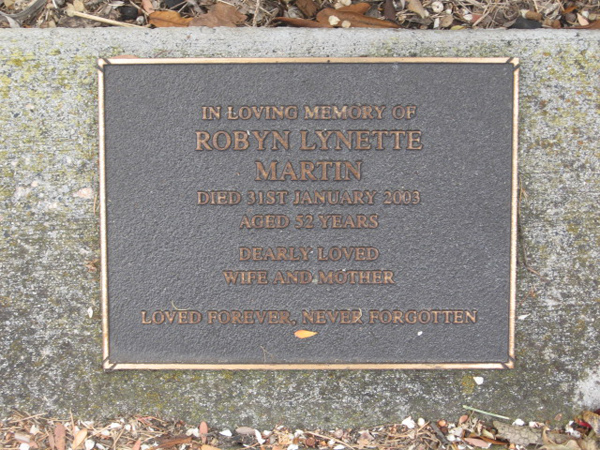 IN LOVING MEMORY OF
ROBYN LYNETTE
MARTIN
DIED 31ST JANUARY 2003
AGED 52 YEARS
DEARLY LOVED
WIFE AND MOTHER
LOVED FOREVER, NEVER FORGOTTEN